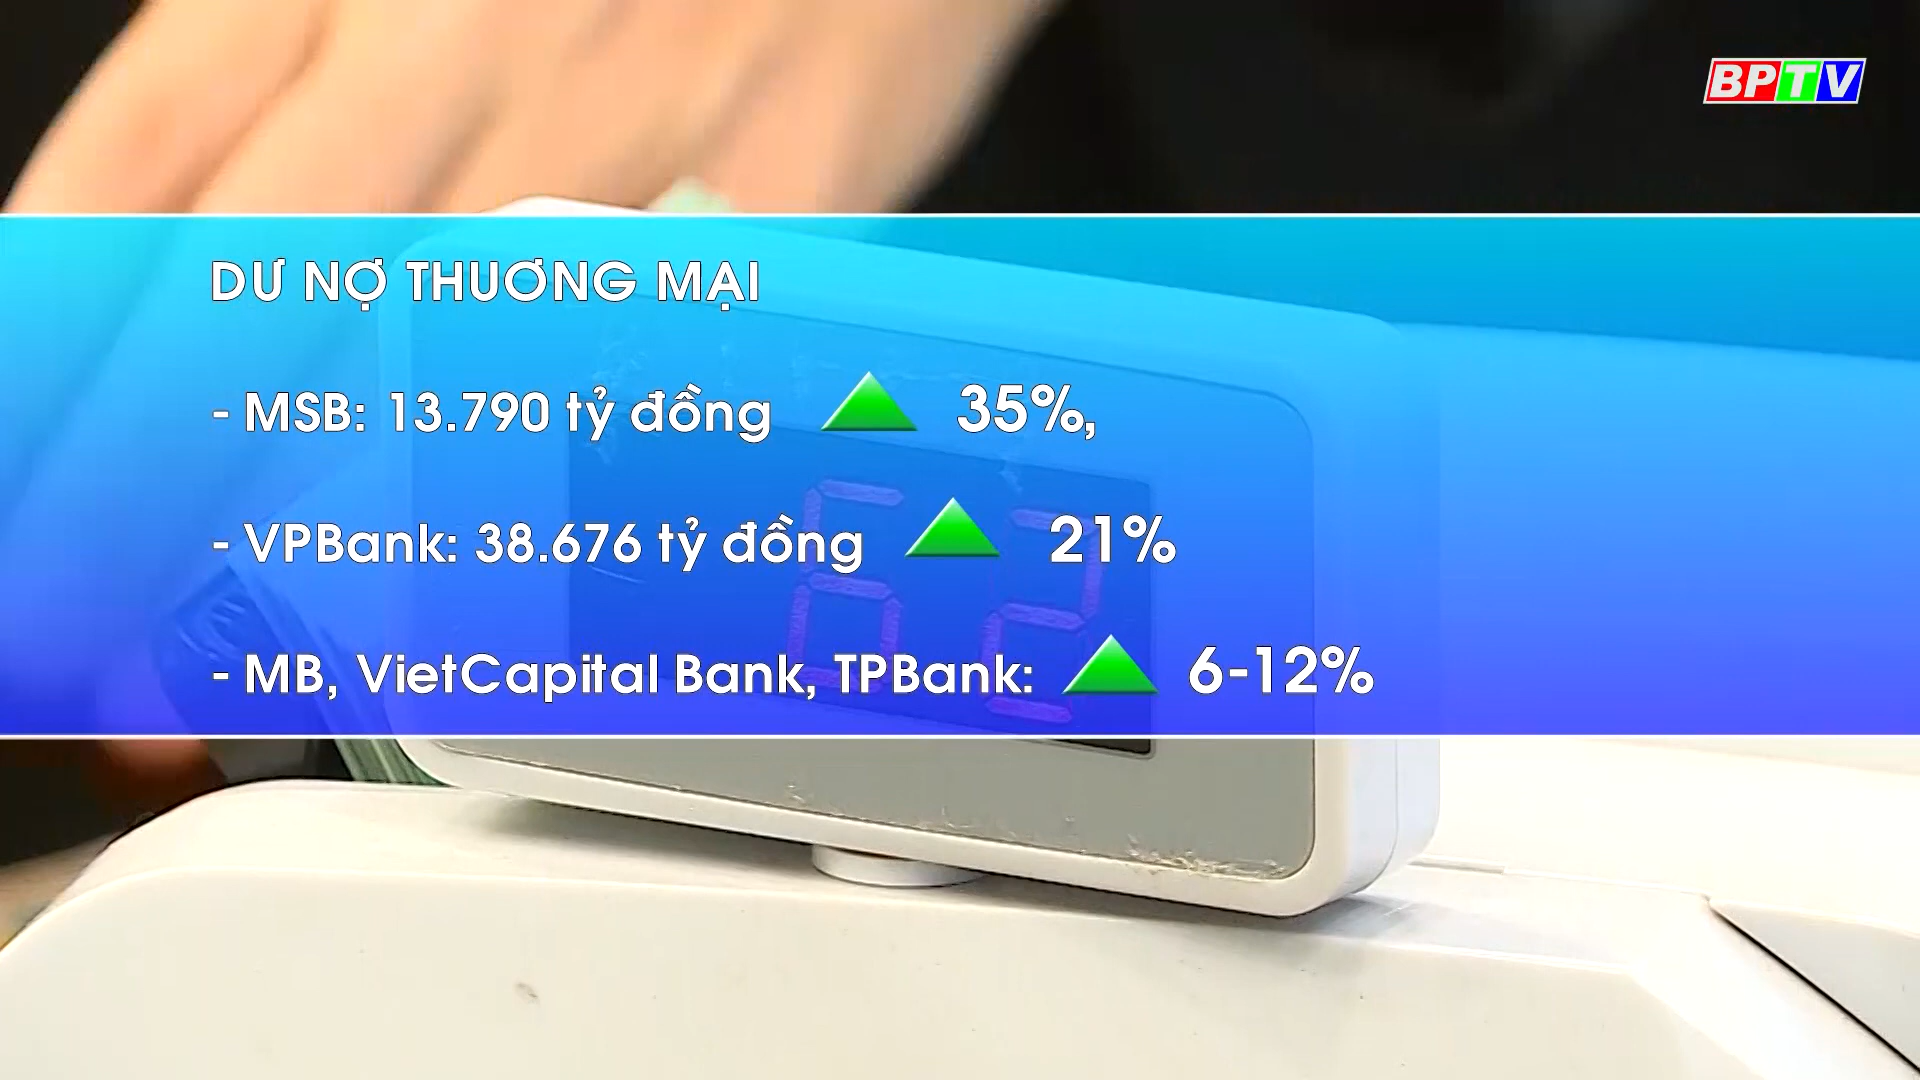 BPTV
DƯ NỢ THƯƠNG MẠI
- MSB: 13.790 tỷ đồng 35%,
- VPBank: 38.676 tỷ đồng 21%
- MB, VietCapital Bank, TPBank: 6-12%
62